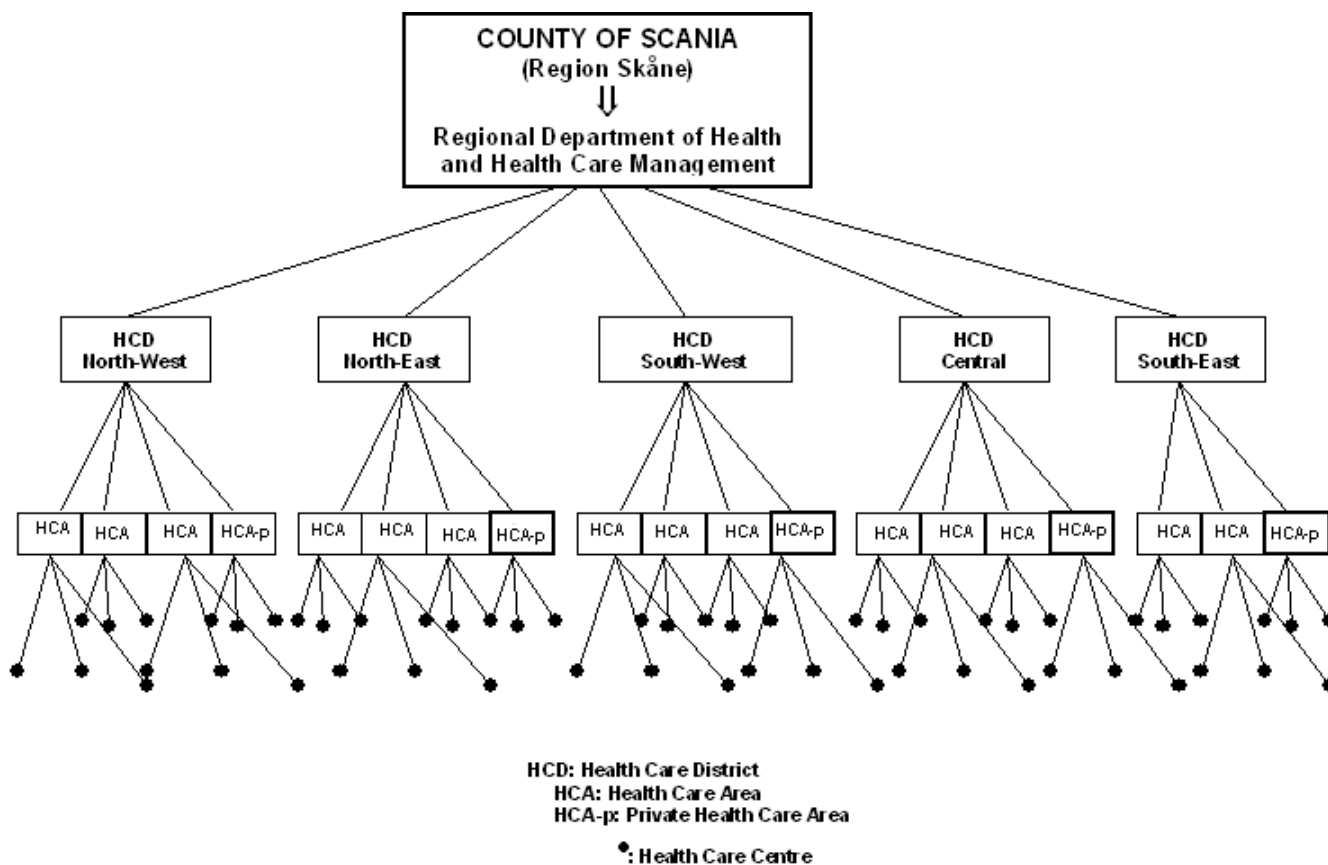 COUNTY OF SCANIA
(Region Skåne)
⇓
Regional Department of Health
and Health Care Management
HCD
North-West
HCD
North-East
HCD
South-West
HCD
Central
HCD
South-East
HCA
HCA
HCA
HCA-p
HCA
HCA
HCA
HCA-p
HCA
HCA
HCA
HCA-p
HCA
HCA
HCA
HCA-p
HCA
HCA
HCA-p
HCD: Health Care District
HCA: Health Care Area
HCA-p: Private Health Care Area
●: Health Care Centre